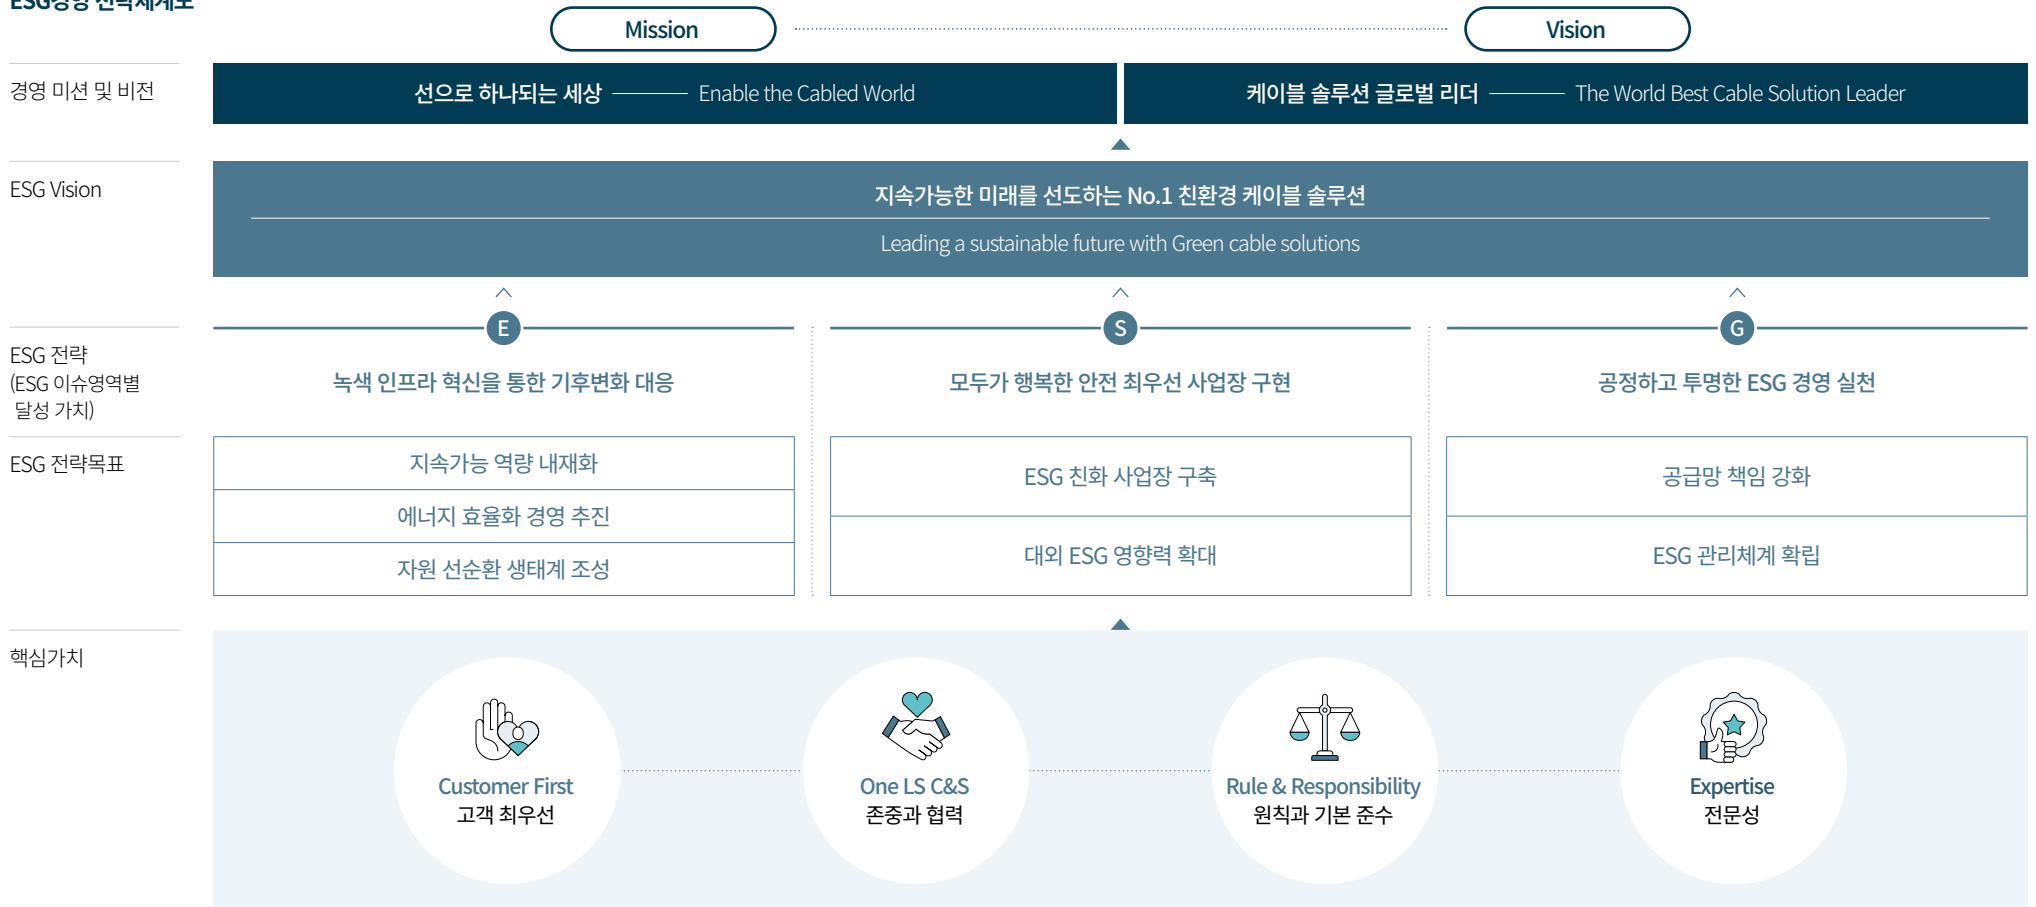 ESG경영 전략체계도
Mission
Vision
경영 미션 및 비전
선으로 하나되는 세상 Enable the Cabled World
케이블 솔루션 글로벌 리더 The World Best Cable Solution Leader
ESG Vision
지속가능한 미래를 선도하는 No.1 친환경 케이블 솔루션
Leading a sustainable future with Green cable solutions
E
S
G
ESG 전략
(ESG 이슈영역별
달성 가치)
녹색 인프라 혁신을 통한 기후변화 대응
모두가 행복한 안전 최우선 사업장 구현
공정하고 투명한 ESG 경영 실천
ESG 전략목표
지속가능 역량 내재화
에너지 효율화 경영 추진
자원 선순환 생태계 조성
ESG 친화 사업장 구축
대외 ESG 영향력 확대
공급망 책임 강화
ESG 관리체계 확립
핵심가치
Customer First
고객 최우선
One LS C&S
존중과 협력
Rule & Responsibility
원칙과 기본 준수
Expertise
전문성